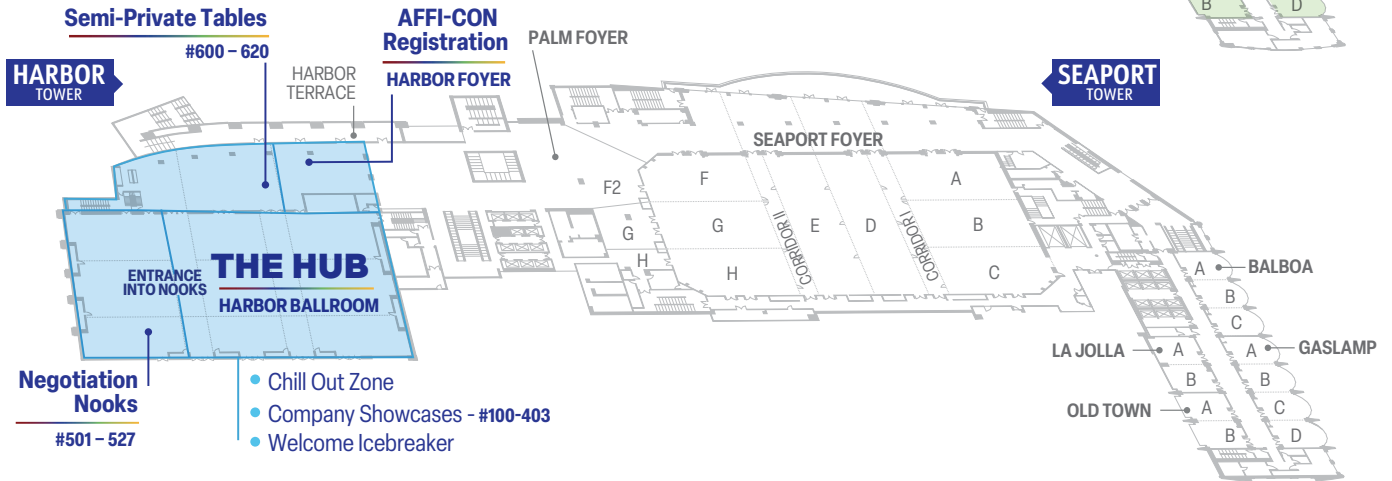 B D
Semi-Private Tables
#600 – 620
AFFI-CON
Registration
HARBOR FOYER
PALM FOYER
HARBOR
TOWER
HARBOR
TERRACE
SEAPORT
TOWER
SEAPORT FOYER
F2
F
A
G
G
CORRIDOR II
E
D
CORRIDOR I
B
H
H
C
ENTRANCE
INTO NOOKS
THE HUB
HARBOR BALLROOM
A
BALBOA
B
C
LA JOLLA
A
A
GASLAMP
B
B
OLD TOWN
A
C
B
D
Negotiation
Nooks
#501 – 527
• Chill Out Zone
• Company Showcases - #100-403
• Welcome Icebreaker